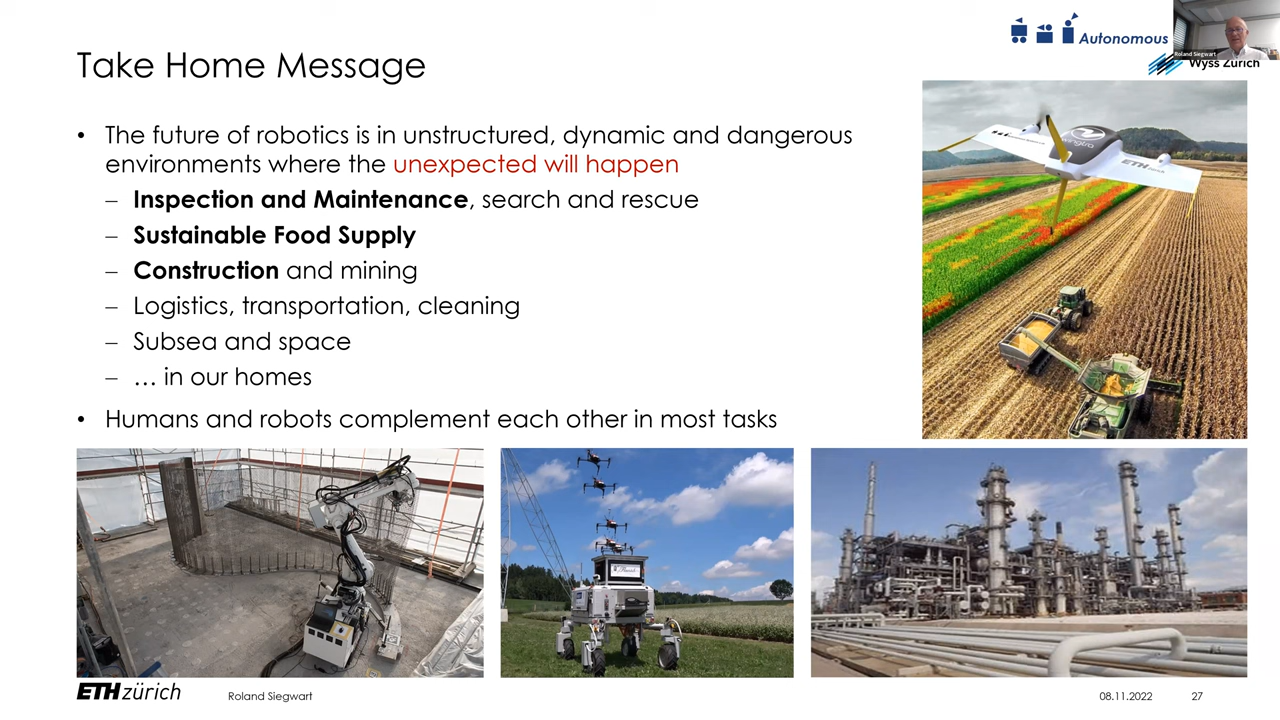 Autonomous
Roland Siegwart
Wyss Zürich
Take Home Message
• The future of robotics is in unstructured, dynamic and dangerous
environments where the unexpected will happen
– Inspection and Maintenance, search and rescue
– Sustainable Food Supply
– Construction and mining
– Logistics, transportation, cleaning
– Subsea and space
– … in our homes
• Humans and robots complement each other in most tasks
wingtra
ETH
ETHzürich
Roland Siegwart
08.11.2022
27